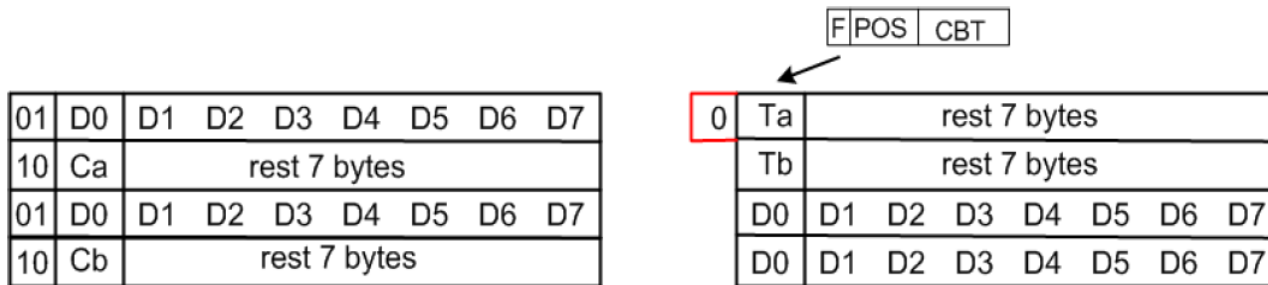 F POS CBT
01 D0 D1 D2 D3 D4 D5 D6 D7
10 Ca rest 7 bytes
01 D0 D1 D2 D3 D4 D5 D6 D7
10 Cb rest 7 bytes
0 Ta rest 7 bytes
Tb rest 7 bytes
D0 D1 D2 D3 D4 D5 D6 D7
D0 D1 D2 D3 D4 D5 D6 D7